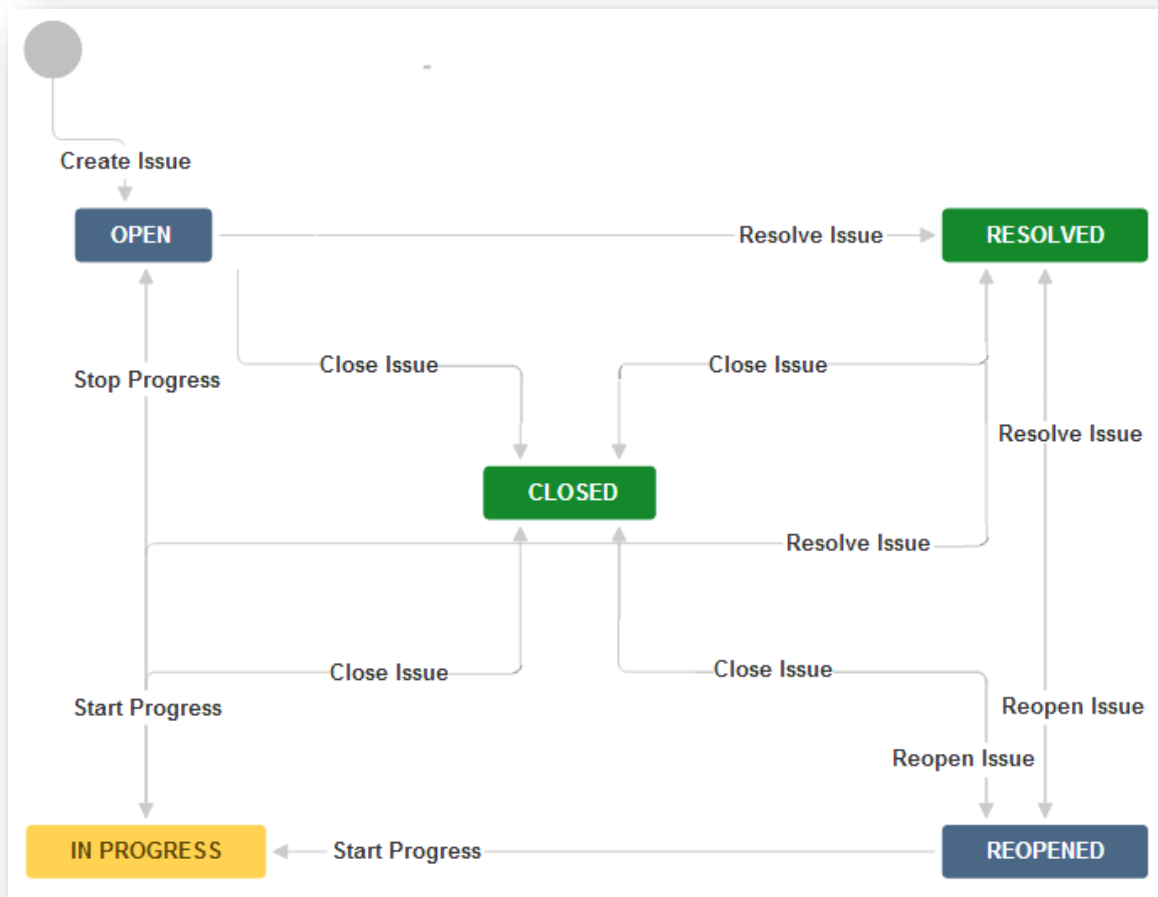 Create Issue
OPEN
Resolve Issue
RESOLVED
Close Issue
Close Issue
Stop Progress
Resolve Issue
CLOSED
Resolve Issue
Close Issue
Close Issue
Start Progress
Reopen Issue
Reopen Issue
IN PROGRESS
Start Progress
REOPENED